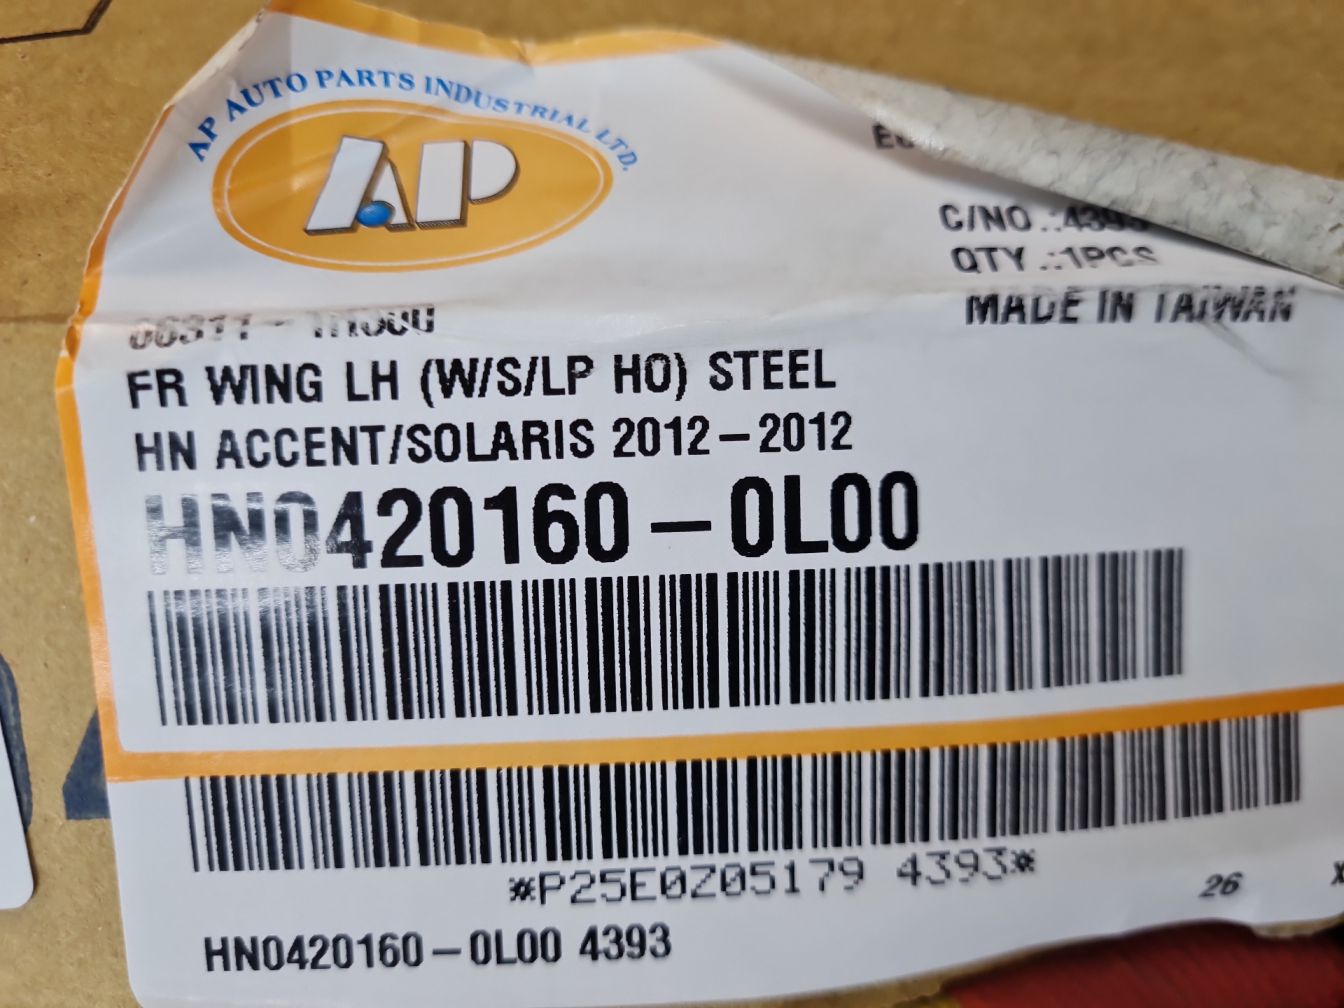 AP AUTO PARTS INDUSTRIAL LTD.
AP
C/NO.:4393
QTY.:1PCS
MADE IN TAIWAN
FR WING LH (W/S/LP HO) STEEL
HN ACCENT/SOLARIS 2012-2012
HN0420160-0L00
*P25E0Z05179 4393*
26
HN0420160-0L00 4393